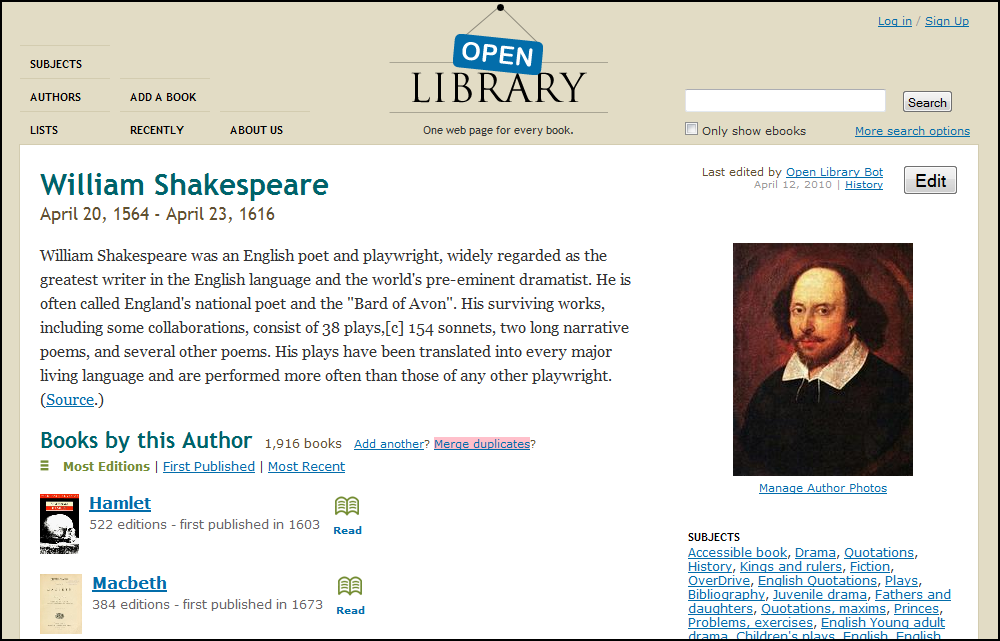 Log in / Sign Up
OPEN
LIBRARY
One web page for every book.
SUBJECTS
AUTHORS ADD A BOOK
LISTS RECENTLY ABOUT US
Search
Only show ebooks More search options
William Shakespeare
April 20, 1564 - April 23, 1616
Last edited by Open Library Bot
April 12, 2010 | History
Edit
William Shakespeare was an English poet and playwright, widely regarded as the
greatest writer in the English language and the world's pre-eminent dramatist. He is
often called England's national poet and the "Bard of Avon". His surviving works,
including some collaborations, consist of 38 plays,[c] 154 sonnets, two long narrative
poems, and several other poems. His plays have been translated into every major
living language and are performed more often than those of any other playwright.
(Source.)
Manage Author Photos
Books by this Author 1,916 books Add another? Merge duplicates?
Most Editions | First Published | Most Recent
Hamlet
522 editions - first published in 1603
Read
Macbeth
384 editions - first published in 1673
Read
SUBJECTS
Accessible book, Drama, Quotations,
History, Kings and rulers, Fiction,
OverDrive, English Quotations, Plays,
Bibliography, Juvenile drama, Fathers and
daughters, Quotations, maxims, Princes,
Problems, exercises, English Young adult
drama, Children's plays, English, English